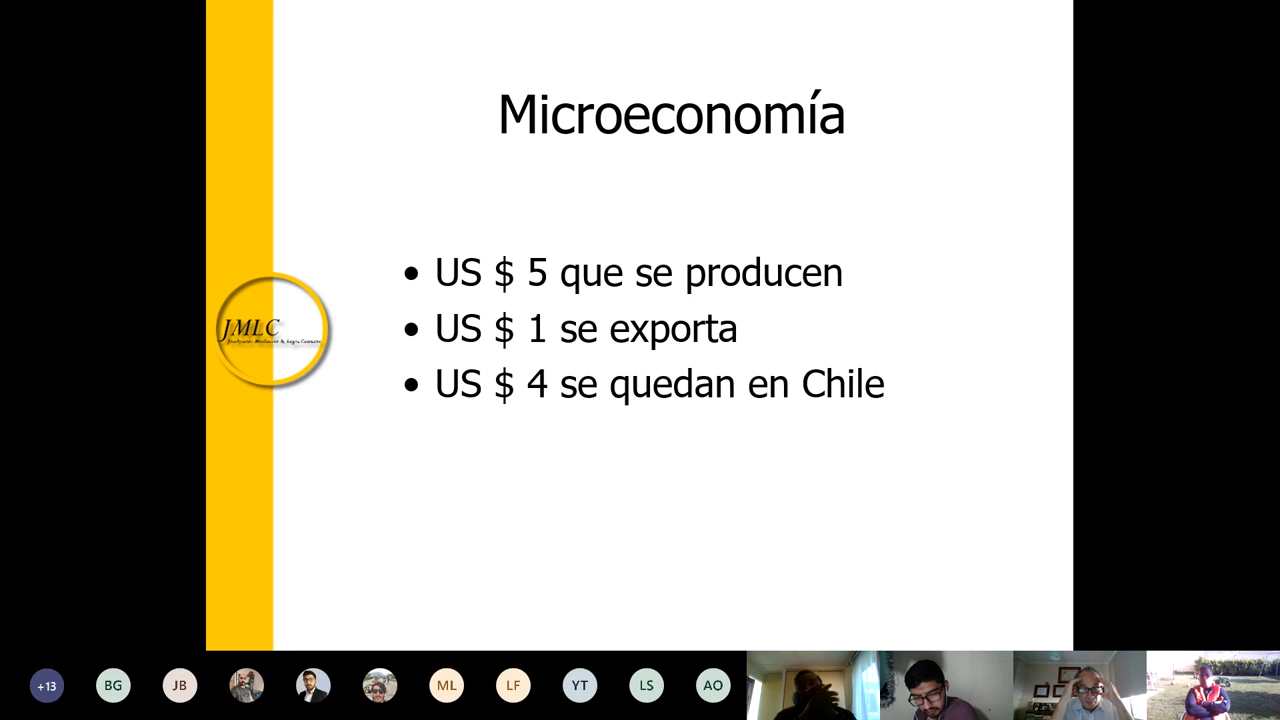 Microeconomía
• US $ 5 que se producen
• US $ 1 se exporta
• US $ 4 se quedan en Chile
JMLC
+13
BG
JB
ML
LF
YT
LS
AO